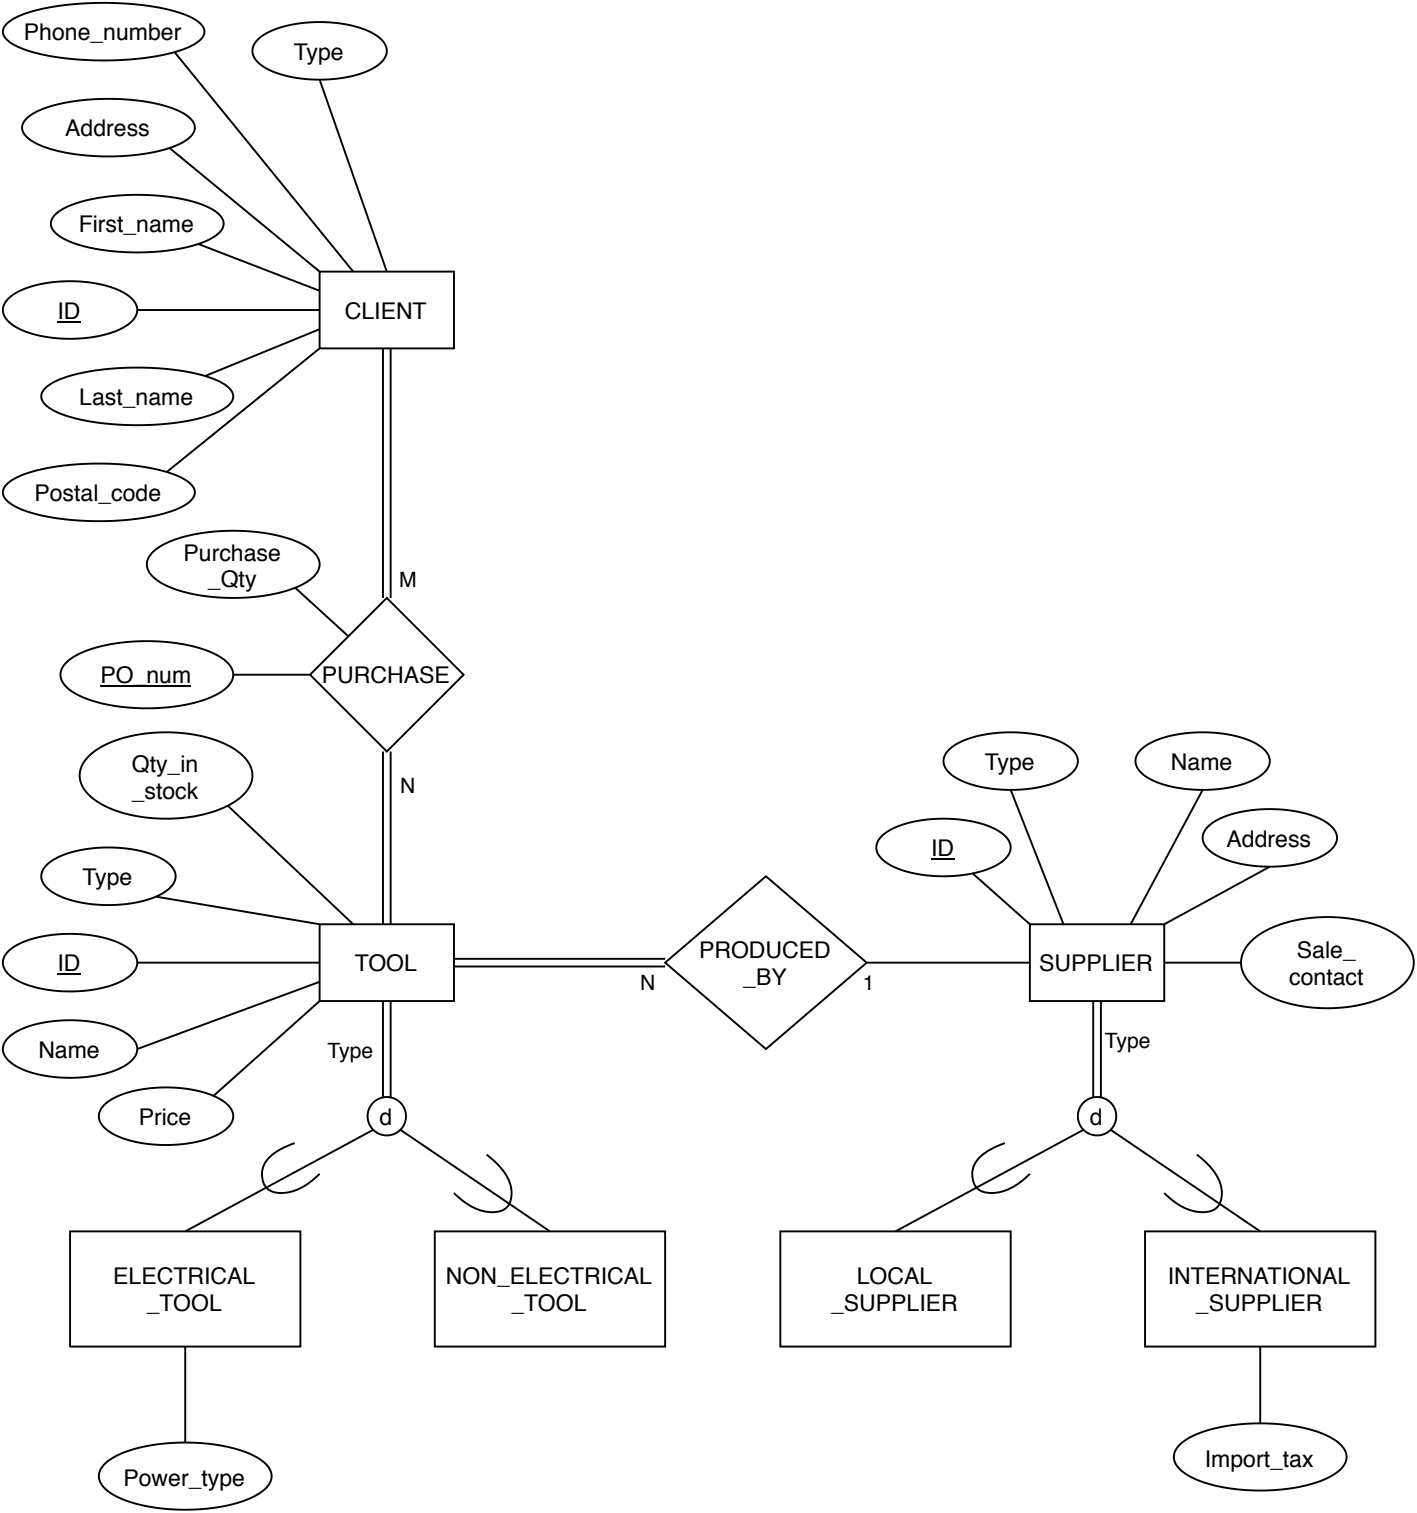 Phone_number
Type
Address
First_name
ID
CLIENT
Last_name
Postal_code
Purchase
_Qty
M
PO_num
PURCHASE
Qty_in
_stock
N
Type
Name
Type
ID
Address
ID
TOOL
N
PRODUCED
_BY
1
SUPPLIER
Sale_
contact
Name
Price
Type
Type
d
d
ELECTRICAL
_TOOL
NON_ELECTRICAL
_TOOL
LOCAL
_SUPPLIER
INTERNATIONAL
_SUPPLIER
Power_type
Import_tax